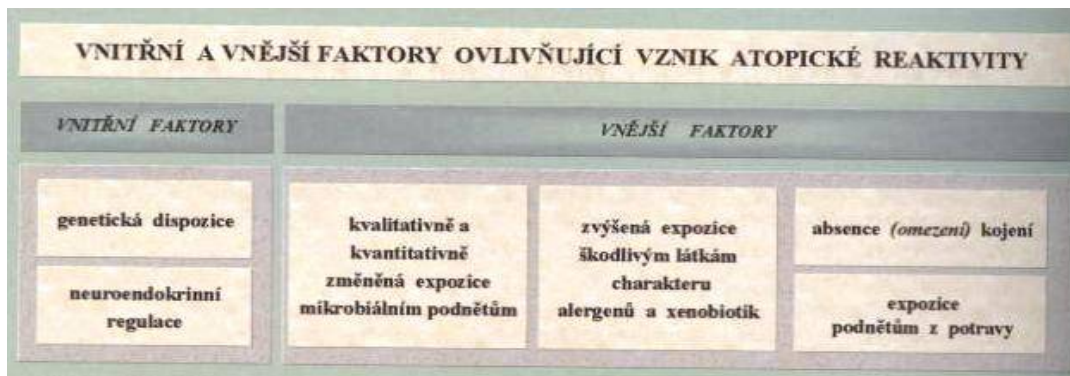 VNITŘNÍ A VNĚJŠÍ FAKTORY OVLIVŇUJÍCÍ VZNIK ATOPICKÉ REAKTIVITY
VNITŘNÍ FAKTORY
VNĚJŠÍ FAKTORY
genetická dispozice
neuroendokrinní
regulace
kvalitativně a
kvantitativně
změněná expozice
mikrobiálním podnětům
zvýšená expozice
škodlivým látkám
charakteru
alergenů a xenobiotik
absence (omezení) kojení
expozice
podnětům z potravy